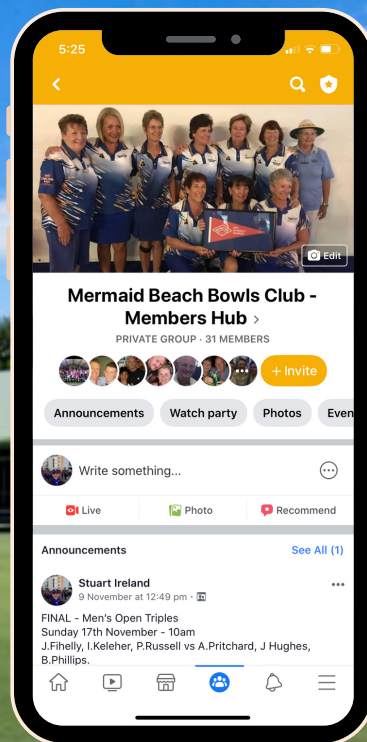 5:25
Edit
Mermaid Beach Bowls Club -
Members Hub >
PRIVATE GROUP · 31 MEMBERS
+ Invite
Announcements Watch party Photos Even
Write something...
Live Photo Recommend
Announcements See All (1)
Stuart Ireland
9 November at 12:49 pm ·
FINAL - Men's Open Triples
Sunday 17th November - 10am
J.Fihelly, I.Keleher, P.Russell vs A.Pritchard, J Hughes,
B.Phillips.